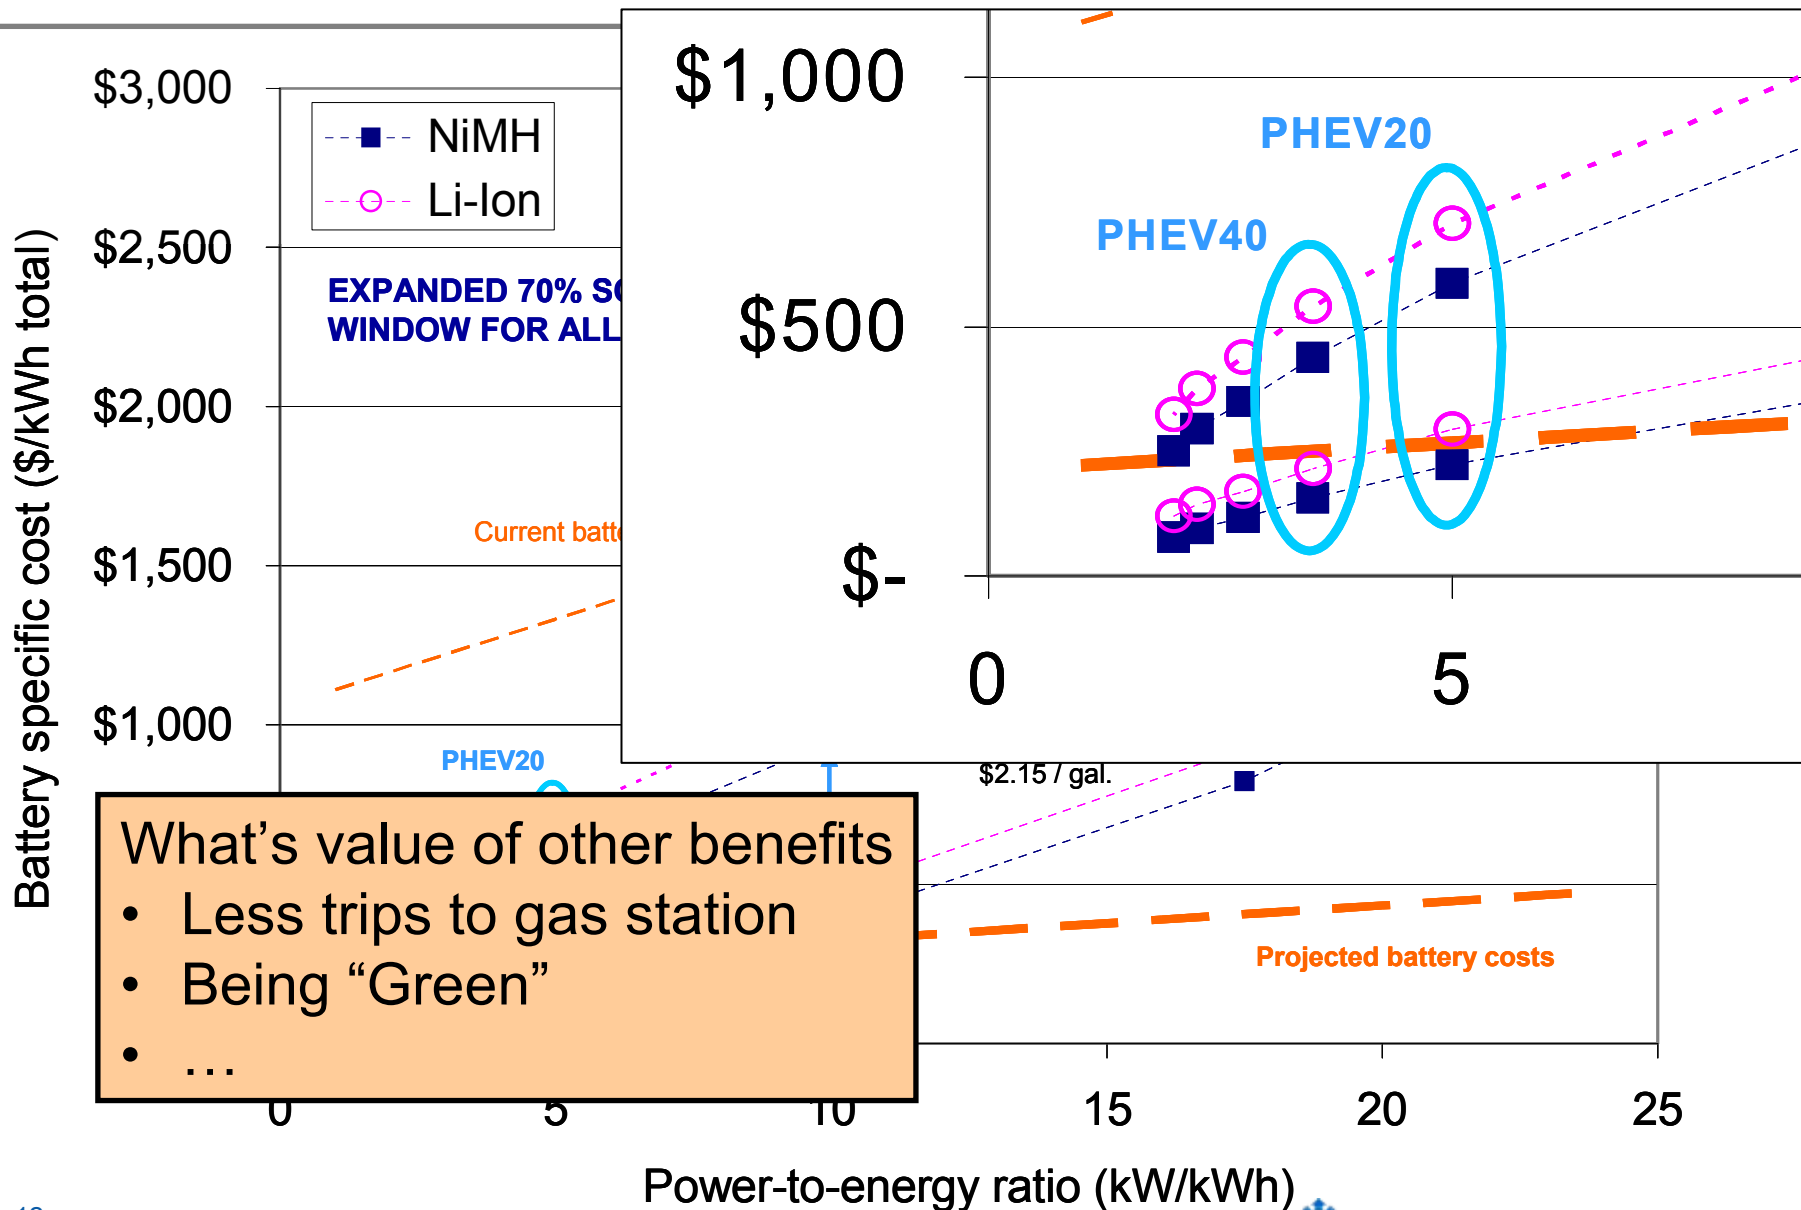 $3,000
$2,500
$2,000
$1,500
$1,000
Battery specific cost ($/kWh total)
NiMH
Li-Ion
EXPANDED 70%
WINDOW FOR ALL
Current
PHEV20
$1,000
$500
$-
PHEV20
PHEV40
0
5
$2.15 / gal.
What's value of other benefits
• Less trips to gas station
• Being “Green”
• …
Projected battery costs
0
5
10
15
20
25
Power-to-energy ratio (kW/kWh)